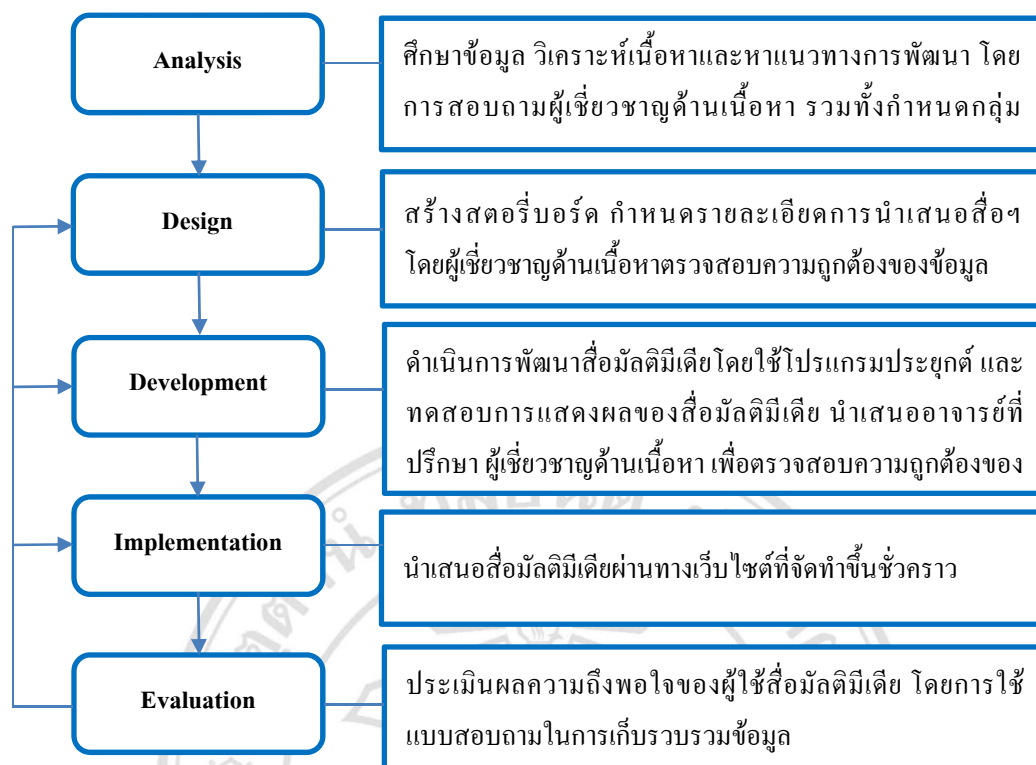 Analysis
ศึกษาข้อมูล วิเคราะห์เนื้อหาและหาแนวทางการพัฒนา โดย
การสอบถามผู้เชี่ยวชาญด้านเนื้อหา รวมทั้งกำหนดกลุ่ม
Design
สร้างสตอรี่บอร์ด กำหนดรายละเอียดการนำเสนอสื่อฯ
โดยผู้เชี่ยวชาญด้านเนื้อหาตรวจสอบความถูกต้องของข้อมูล
Development
ดำเนินการพัฒนาสื่อมัลติมีเดียโดยใช้โปรแกรมประยุกต์ และ
ทดสอบการแสดงผลของสื่อมัลติมีเดีย นำเสนออาจารย์ที่
ปรึกษา ผู้เชี่ยวชาญด้านเนื้อหา เพื่อตรวจสอบความถูกต้องของ
Implementation
นำเสนอสื่อมัลติมีเดียผ่านทางเว็บไซต์ที่จัดทำขึ้นชั่วคราว
Evaluation
ประเมินผลความถึงพอใจของผู้ใช้สื่อมัลติมีเดีย โดยการใช้
แบบสอบถามในการเก็บรวบรวมข้อมูล